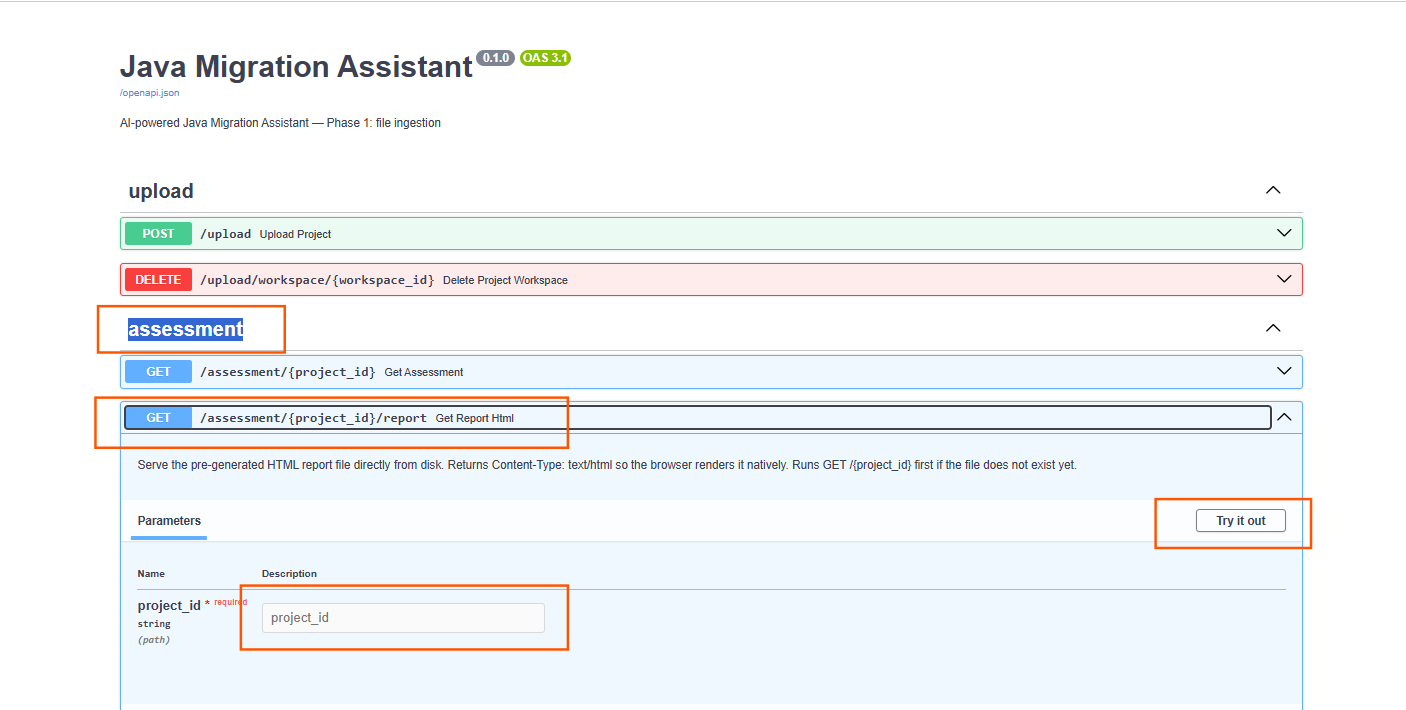 Java Migration Assistant 0.1.0 OAS 3.1
/openapi.json
AI-powered Java Migration Assistant — Phase 1: file ingestion
upload
POST /upload Upload Project
DELETE /upload/workspace/{workspace_id} Delete Project Workspace
assessment
GET /assessment/{project_id} Get Assessment
GET /assessment/{project_id}/report Get Report Html
Serve the pre-generated HTML report file directly from disk. Returns Content-Type: text/html so the browser renders it natively. Runs GET /{project_id} first if the file does not exist yet.
Parameters
Try it out
Name Description
project_id * required
string
(path)
project_id